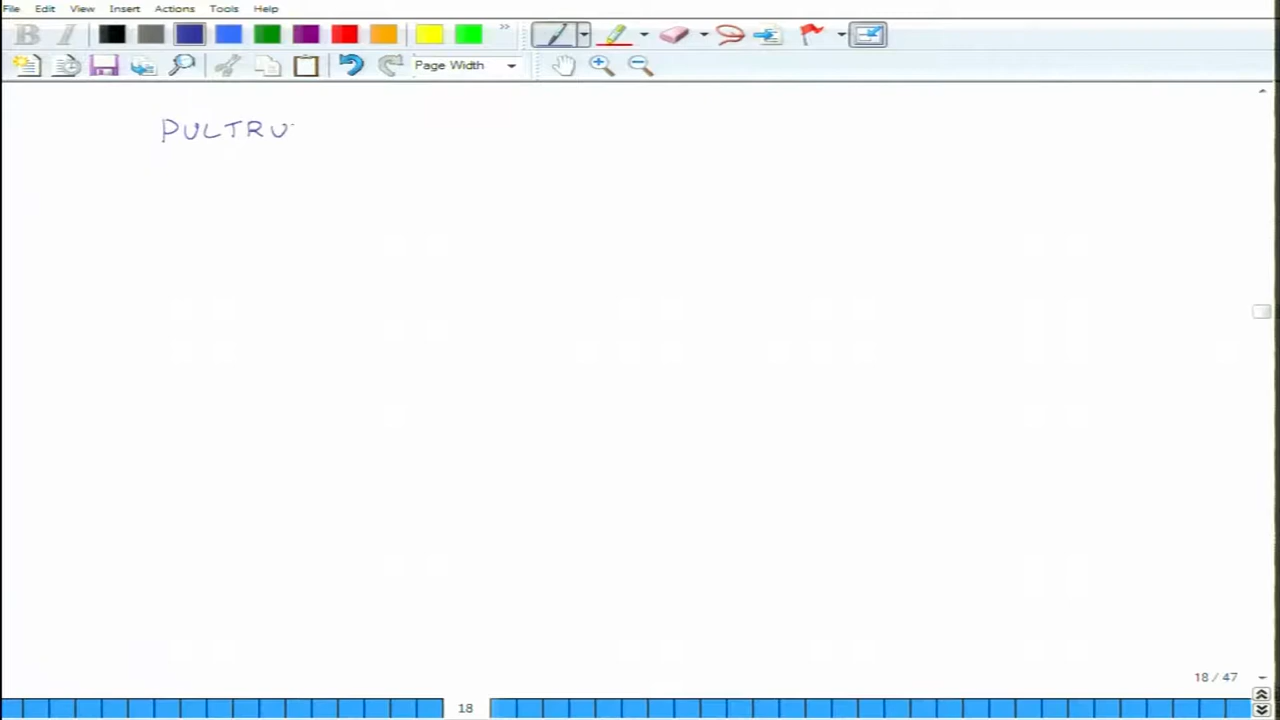 File Edit View Insert Actions Tools Help
B I
Page Width
PULTRU
18 / 47
18